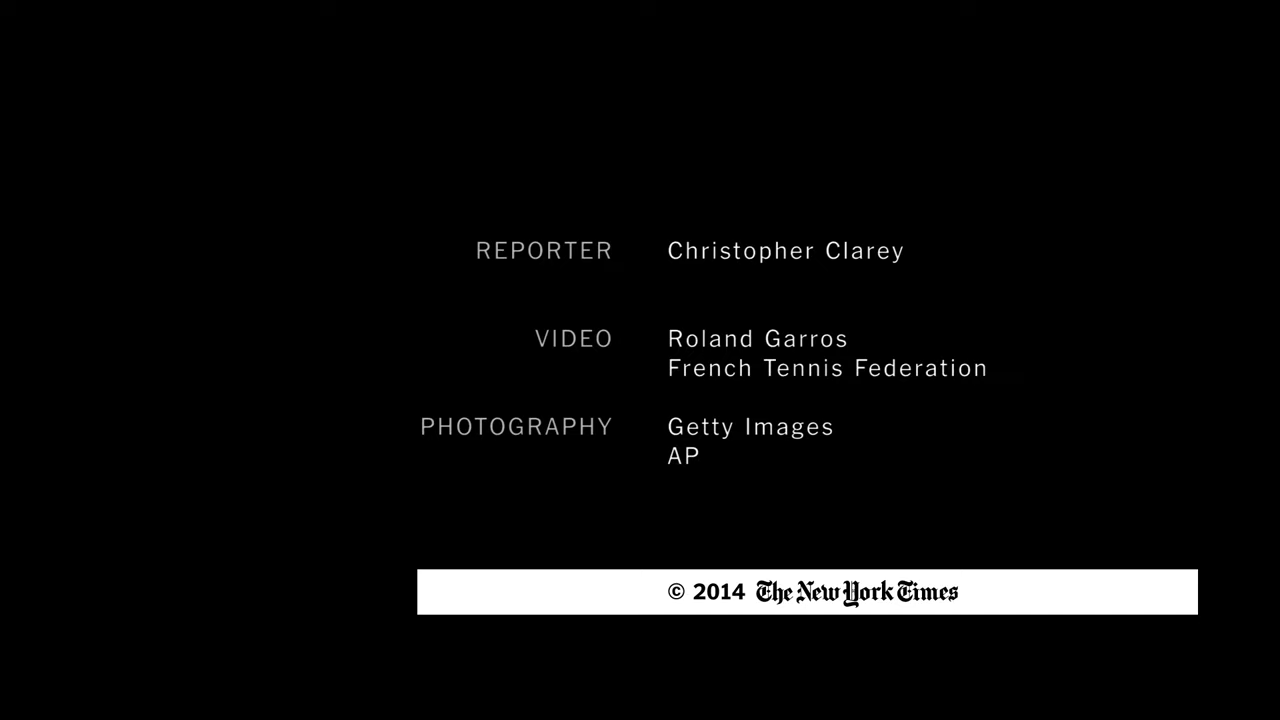 REPORTER Christopher Clarey
VIDEO Roland Garros
French Tennis Federation
PHOTOGRAPHY Getty Images
AP
© 2014 The New York Times